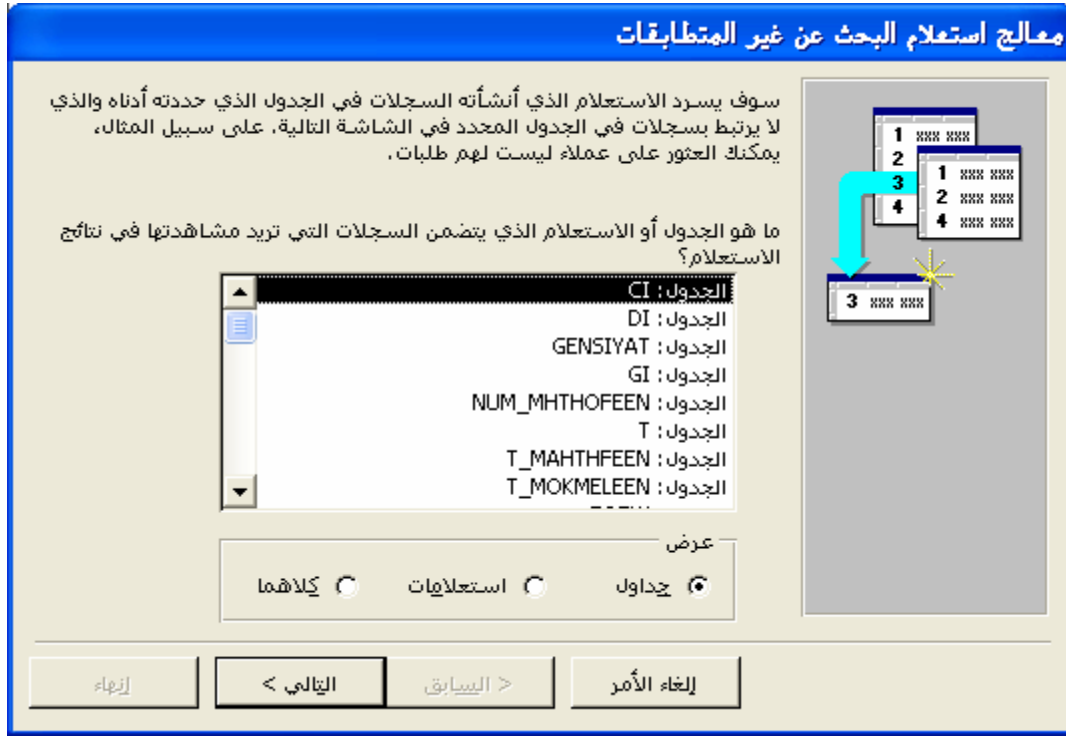 معالج استعلام البحث عن غير المتطابقات
سوف يسرد الاستعلام الذي أنشأته السجلات في الجدول الذي حددته أدناه والذي
لا يرتبط بسجلات في الجدول المحدد في الشاشة التالية. على سبيل المثال،
يمكنك العثور على عملاء ليست لهم طلبات.
1 xxx xxx
2
3
4
1 xxx xxx
2 xxx xxx
4 xxx xxx
3 xxx xxx
ما هو الجدول أو الاستعلام الذي يتضمن السجلات التي تريد مشاهدتها في نتائج
الاستعلام؟
الجدول: CI
الجدول: DI
الجدول: GENSIYAT
الجدول: GI
الجدول: NUM_MHTHOFEEN
الجدول: T
الجدول: T_MAHTHFEEN
الجدول: T_MOKMELEEN
عرض
جداول
استعلامات
كلاهما
إلغاء الأمر
< السابق
التالي >
إنهاء